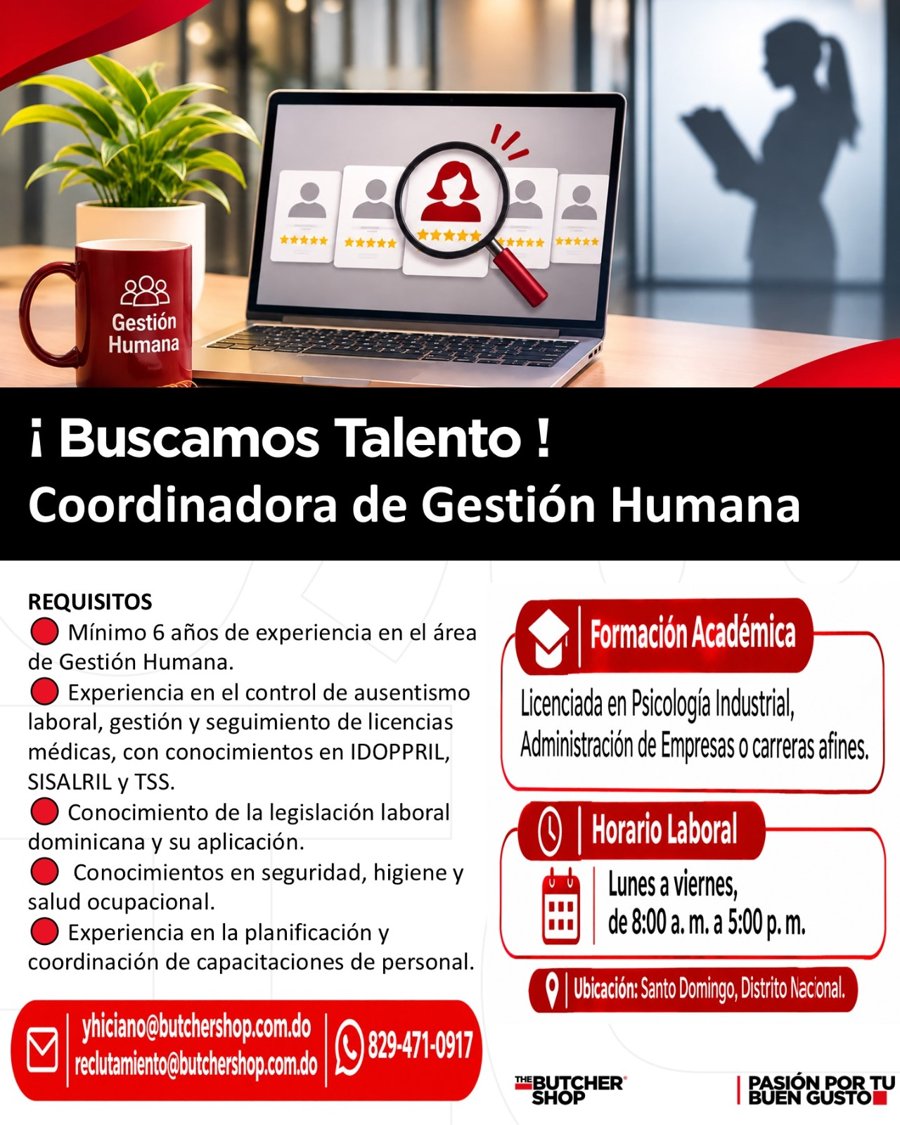 Gestión
Humana
¡ Buscamos Talento !
Coordinadora de Gestión Humana
REQUISITOS
Mínimo 6 años de experiencia en el área
de Gestión Humana.
Experiencia en el control de ausentismo
laboral, gestión y seguimiento de licencias
médicas, con conocimientos en IDOPPRIL,
SISALRIL y TSS.
Conocimiento de la legislación laboral
dominicana y su aplicación.
Conocimientos en seguridad, higiene y
salud ocupacional.
Experiencia en la planificación y
coordinación de capacitaciones de personal.
yhiciano@butchershop.com.do
reclutamiento@butchershop.com.do
829-471-0917
Formación Académica
Licenciada en Psicología Industrial,
Administración de Empresas o carreras afines.
Horario Laboral
Lunes a viernes,
de 8:00 a. m. a 5:00 p. m.
Ubicación: Santo Domingo, Distrito Nacional.
THE BUTCHER
SHOP
PASIÓN POR TU
BUEN GUSTO